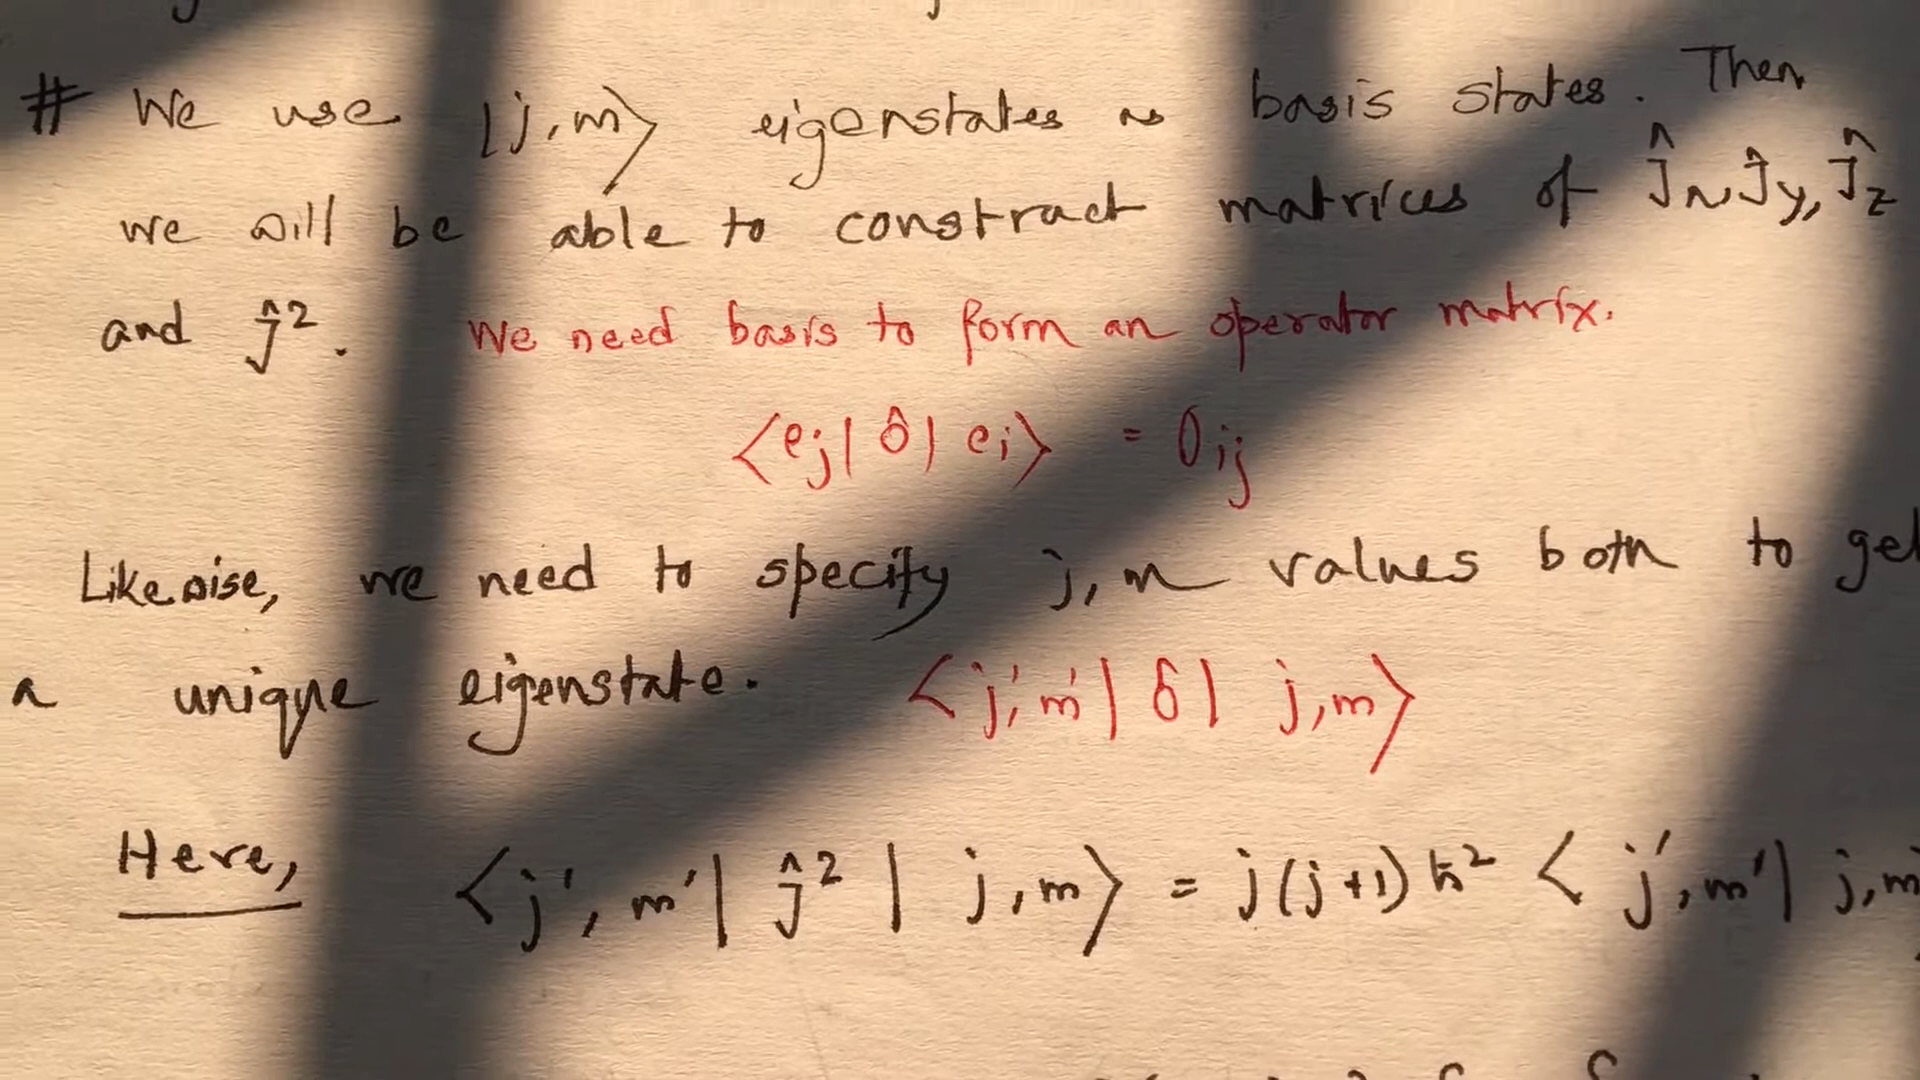 # We use |j,m⟩ eigenstates as basis states. Then
we will be able to construct matrices of Ĵx Ĵy, Ĵz
and Ĵ². We need basis to form an operator matrix.
⟨ej|Ô|ei⟩ = Oij
Likewise, we need to specify j, m values both to get
a unique eigenstate. ⟨j',m'|Ô|j,m⟩
Here, ⟨j', m'|Ĵ²|j,m⟩ = j(j+1)ħ² ⟨j',m'|j,m